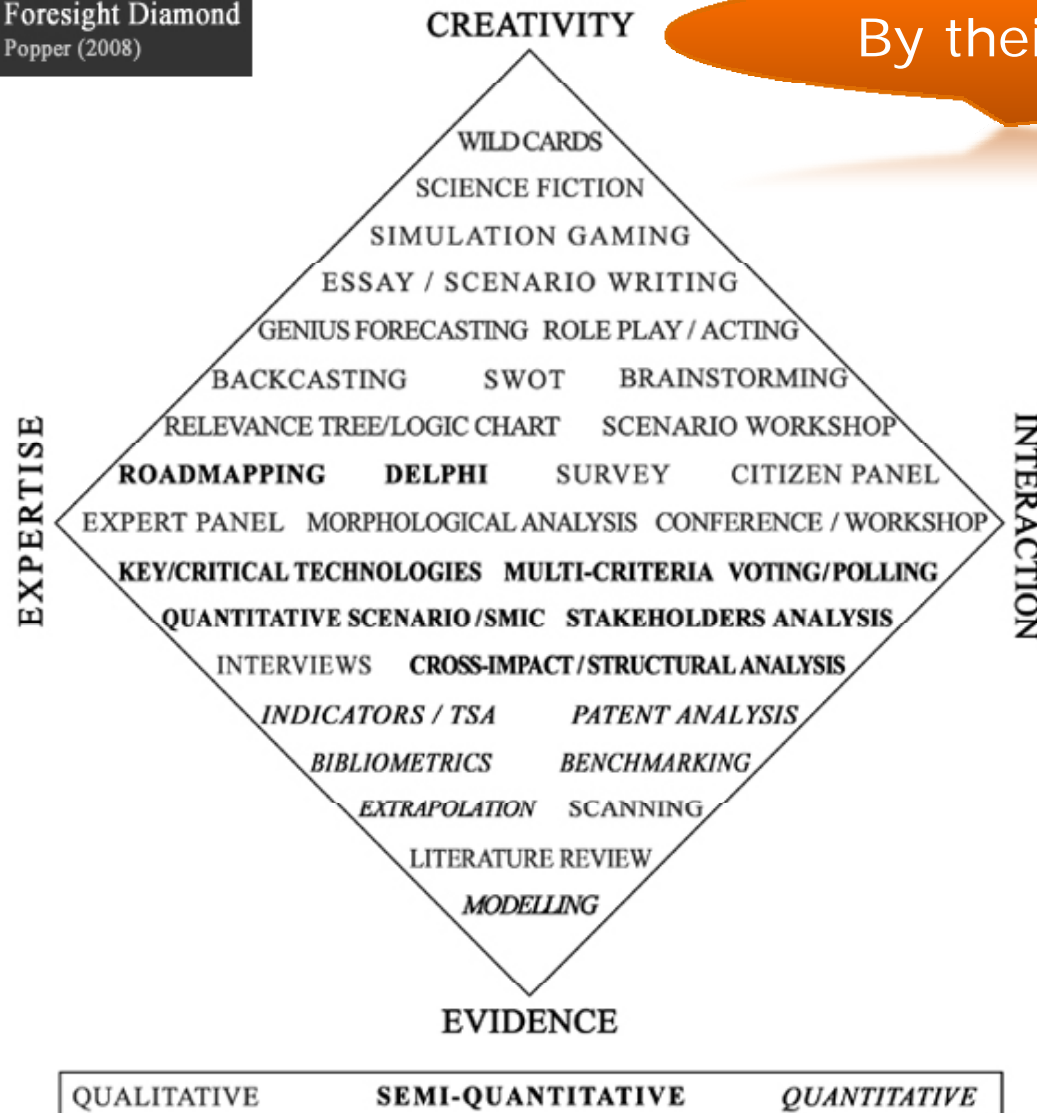 Foresight Diamond
Popper (2008)
CREATIVITY
By thei
WILD CARDS
SCIENCE FICTION
SIMULATION GAMING
ESSAY / SCENARIO WRITING
GENIUS FORECASTING ROLE PLAY / ACTING
BACKCASTING SWOT BRAINSTORMING
RELEVANCE TREE/LOGIC CHART SCENARIO WORKSHOP
ROADMAPPING DELPHI SURVEY CITIZEN PANEL
EXPERT PANEL MORPHOLOGICAL ANALYSIS CONFERENCE / WORKSHOP
KEY/CRITICAL TECHNOLOGIES MULTI-CRITERIA VOTING/POLLING
QUANTITATIVE SCENARIO/SMIC STAKEHOLDERS ANALYSIS
INTERVIEWS CROSS-IMPACT/STRUCTURAL ANALYSIS
INDICATORS / TSA PATENT ANALYSIS
BIBLIOMETRICS BENCHMARKING
EXTRAPOLATION SCANNING
LITERATURE REVIEW
MODELLING
EXPERTISE
INTERACTION
EVIDENCE
QUALITATIVE SEMI-QUANTITATIVE QUANTITATIVE